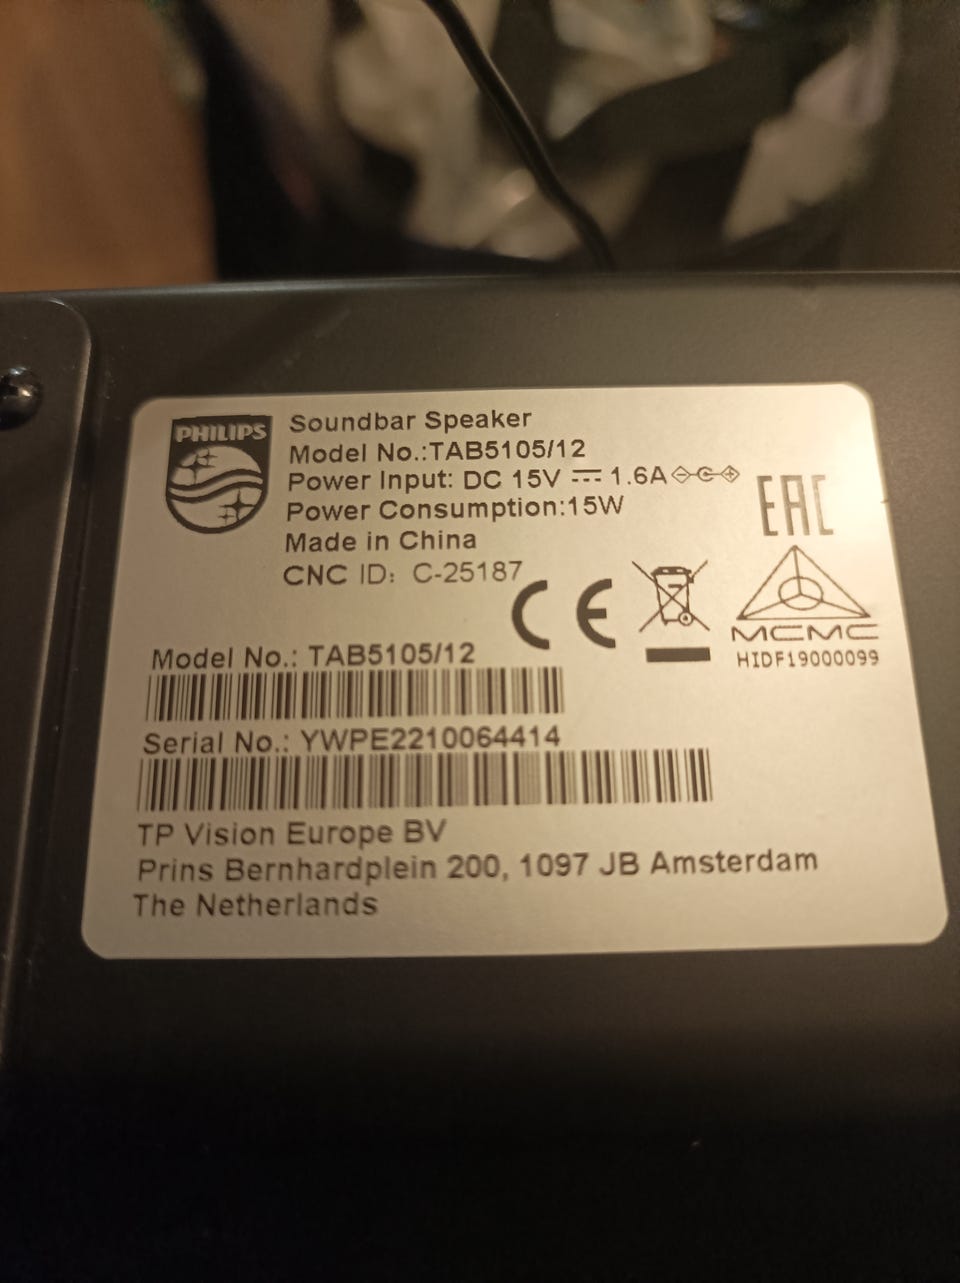 PHILIPS
Soundbar Speaker
Model No.:TAB5105/12
Power Input: DC 15V ⎓ 1.6A
Power Consumption:15W
Made in China
CNC ID: C-25187
EAC
CE
MCMC
HIDF19000099
Model No.: TAB5105/12
Serial No.: YWPE2210064414
TP Vision Europe BV
Prins Bernhardplein 200, 1097 JB Amsterdam
The Netherlands